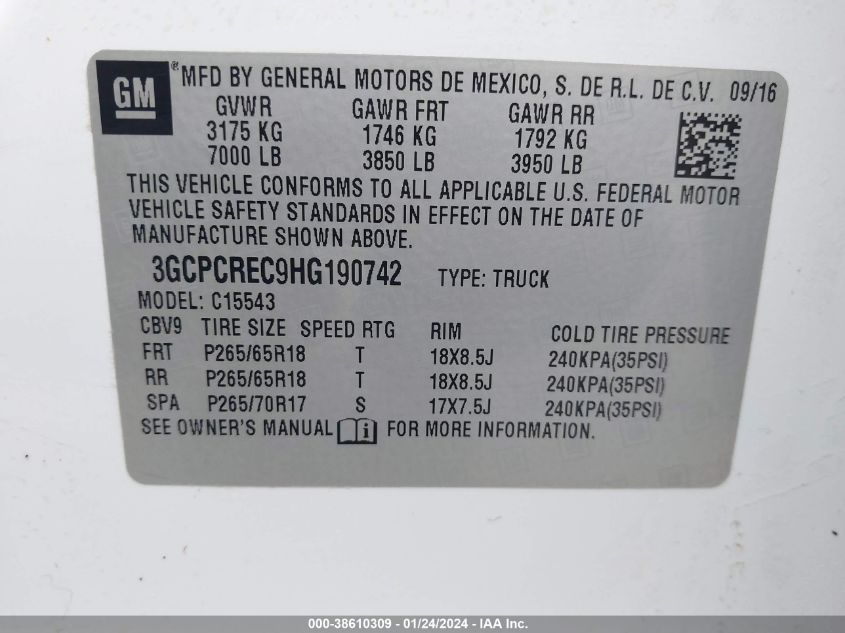 GM ® MFD BY GENERAL MOTORS DE MEXICO, S. DE R.L. DE C.V. 09/16
GVWR GAWR FRT GAWR RR
3175 KG 1746 KG 1792 KG
7000 LB 3850 LB 3950 LB
THIS VEHICLE CONFORMS TO ALL APPLICABLE U.S. FEDERAL MOTOR
VEHICLE SAFETY STANDARDS IN EFFECT ON THE DATE OF
MANUFACTURE SHOWN ABOVE.
3GCPCREC9HG190742 TYPE: TRUCK
MODEL: C15543
CBV9 TIRE SIZE SPEED RTG RIM COLD TIRE PRESSURE
FRT P265/65R18 T 18X8.5J 240KPA(35PSI)
RR P265/65R18 T 18X8.5J 240KPA(35PSI)
SPA P265/70R17 S 17X7.5J 240KPA(35PSI)
SEE OWNER'S MANUAL i FOR MORE INFORMATION.
000-38610309 - 01/24/2024 - IAA Inc.